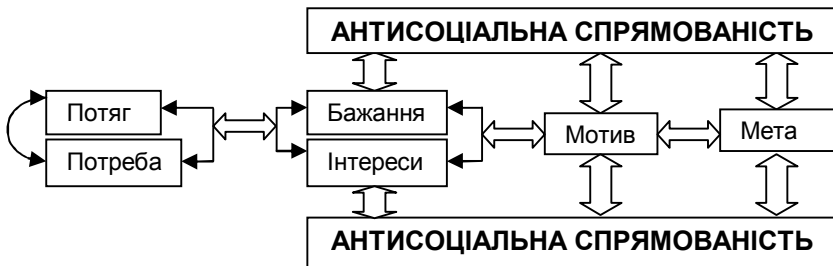 АНТИСОЦІАЛЬНА СПРЯМОВАНІСТЬ
Потяг
Бажання
Мотив
Мета
Потреба
Інтереси
АНТИСОЦІАЛЬНА СПРЯМОВАНІСТЬ